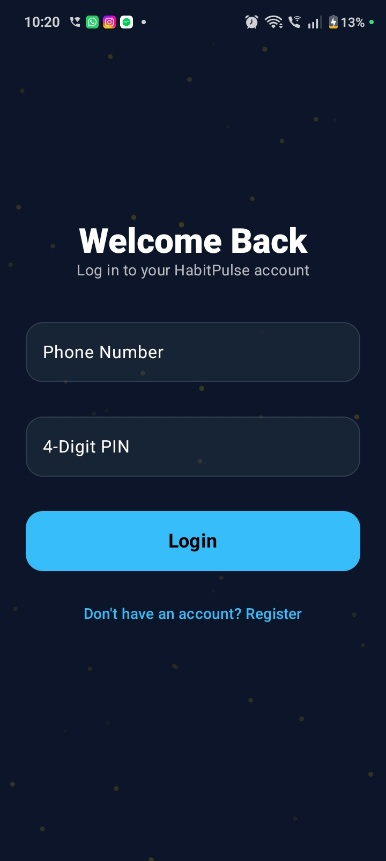 10:20
13%
Welcome Back
Log in to your HabitPulse account
Phone Number
4-Digit PIN
Login
Don't have an account? Register